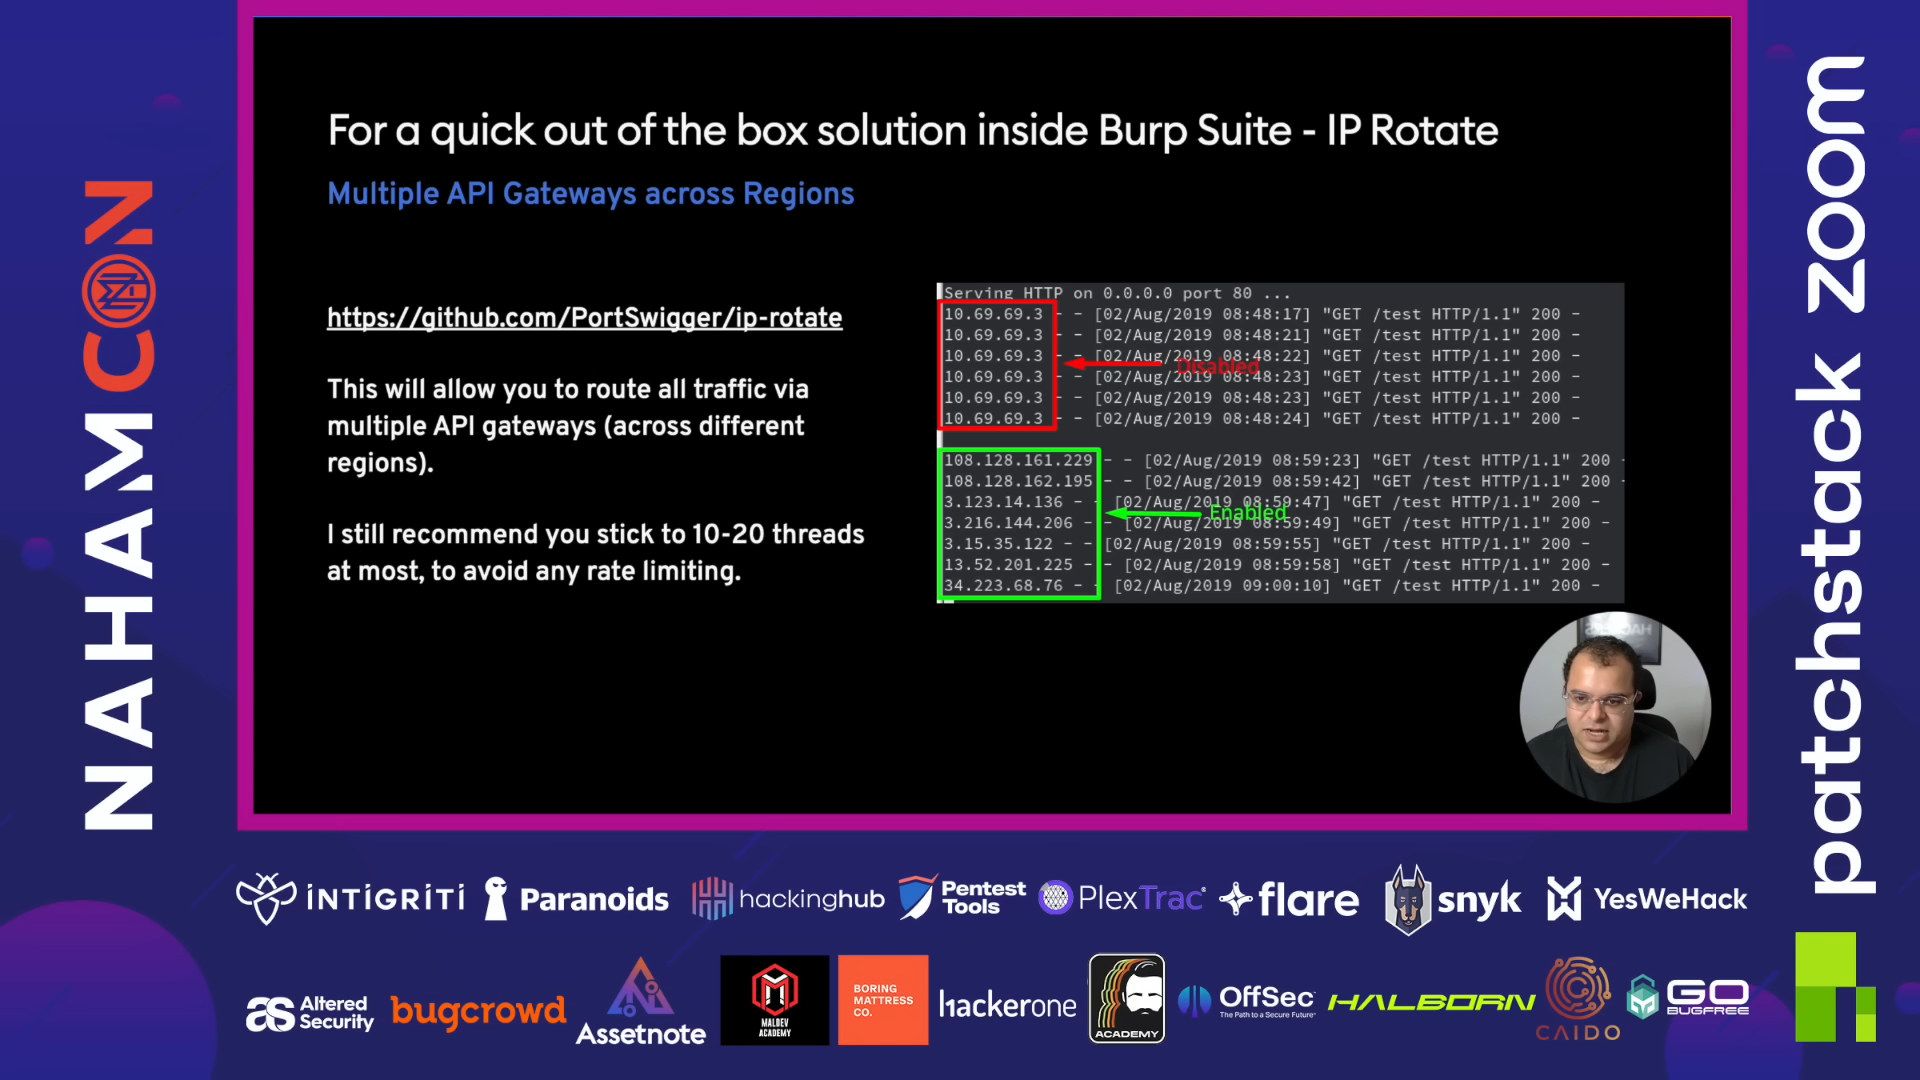 For a quick out of the box solution inside Burp Suite - IP Rotate
Multiple API Gateways across Regions
https://github.com/PortSwigger/ip-rotate
This will allow you to route all traffic via
multiple API gateways (across different
regions).
I still recommend you stick to 10-20 threads
at most, to avoid any rate limiting.
Serving HTTP on 0.0.0.0 port 80 ...
10.69.69.3 - - [02/Aug/2019 08:48:17] "GET /test HTTP/1.1" 200 -
10.69.69.3 - - [02/Aug/2019 08:48:21] "GET /test HTTP/1.1" 200 -
10.69.69.3 - - [02/Aug/2019 08:48:22] "GET /test HTTP/1.1" 200 -
Disabled
10.69.69.3 - - [02/Aug/2019 08:48:23] "GET /test HTTP/1.1" 200 -
10.69.69.3 - - [02/Aug/2019 08:48:23] "GET /test HTTP/1.1" 200 -
10.69.69.3 - - [02/Aug/2019 08:48:24] "GET /test HTTP/1.1" 200 -
108.128.161.229 - - [02/Aug/2019 08:59:23] "GET /test HTTP/1.1" 200 -
108.128.162.195 - - [02/Aug/2019 08:59:42] "GET /test HTTP/1.1" 200 -
3.123.14.136 - - [02/Aug/2019 08:59:47] "GET /test HTTP/1.1" 200 -
Enabled
3.216.144.206 - - [02/Aug/2019 08:59:49] "GET /test HTTP/1.1" 200 -
3.15.35.122 - - [02/Aug/2019 08:59:55] "GET /test HTTP/1.1" 200 -
13.52.201.225 - - [02/Aug/2019 08:59:58] "GET /test HTTP/1.1" 200 -
34.223.68.76 - - [02/Aug/2019 09:00:10] "GET /test HTTP/1.1" 200 -
NAHAMCON
patchstack zoom
INTIGRITI
Paranoids
hackinghub
Pentest
Tools
PlexTrac
flare
snyk
YesWeHack
Altered
Security
bugcrowd
Assetnote
MALDEV
ACADEMY
BORING
MATTRESS
CO.
hackerone
ACADEMY
OffSec
The Path to a Secure Future
HALBORN
CAIDO
GO
BUGFREE